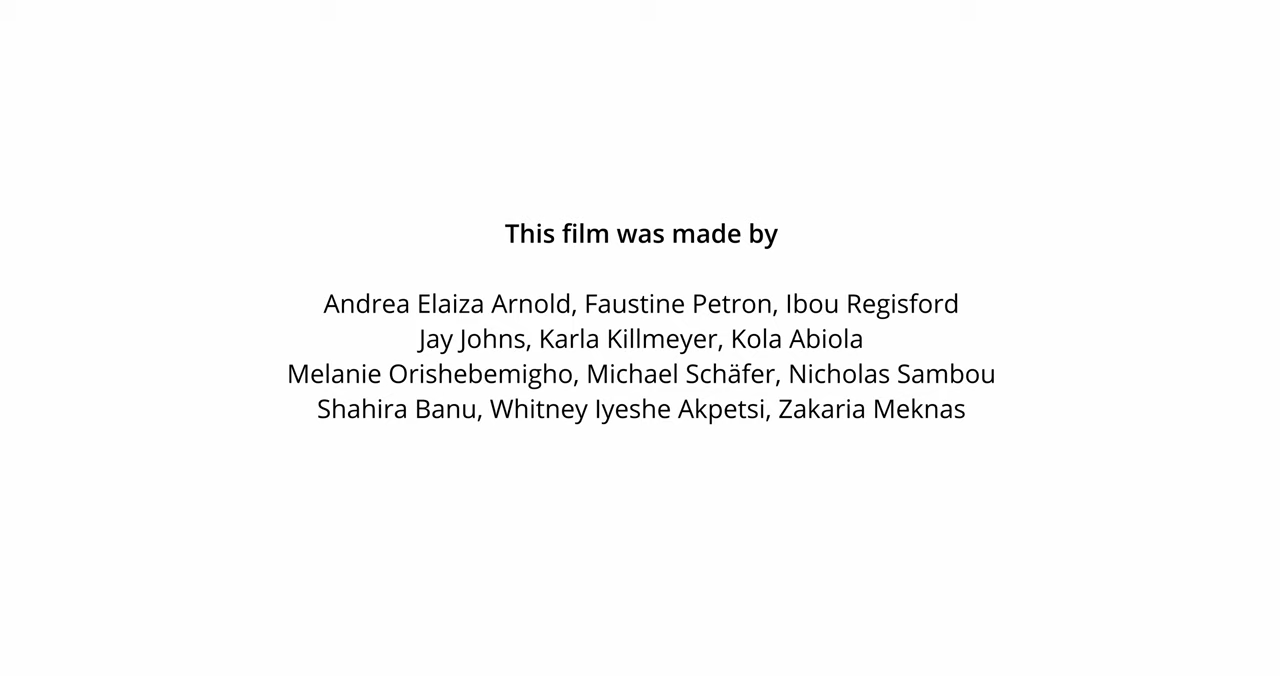 This film was made by
Andrea Elaiza Arnold, Faustine Petron, Ibou Regisford
Jay Johns, Karla Killmeyer, Kola Abiola
Melanie Orishebemigho, Michael Schäfer, Nicholas Sambou
Shahira Banu, Whitney Iyeshe Akpetsi, Zakaria Meknas